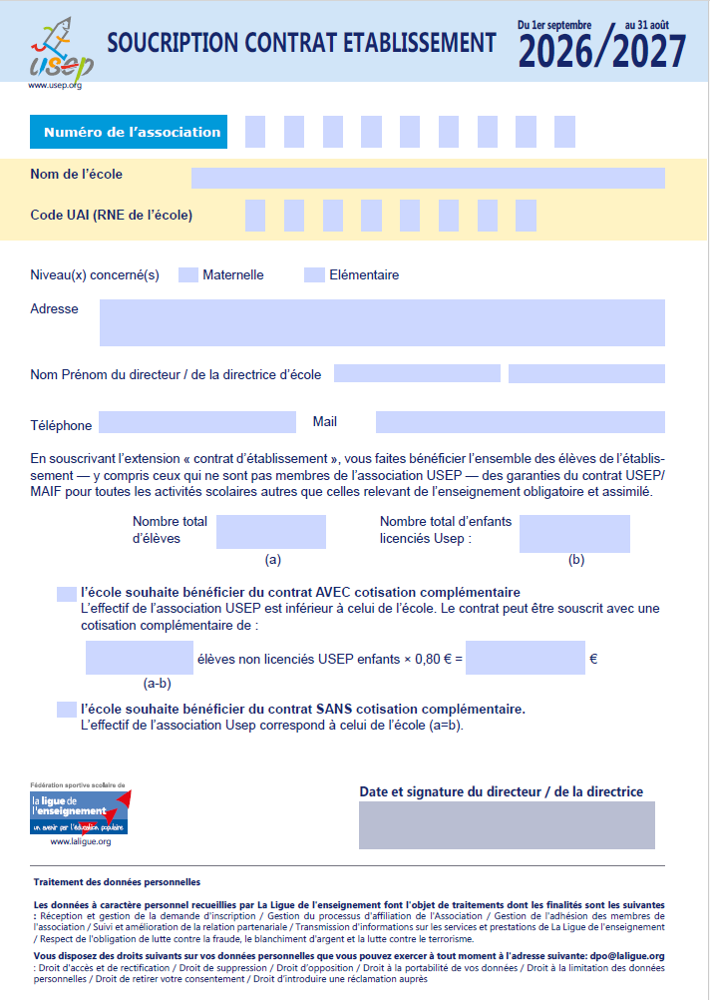 usep
www.usep.org
SOUCRIPTION CONTRAT ETABLISSEMENT
Du 1er septembre au 31 août
2026/2027
Numéro de l'association
Nom de l'école
Code UAI (RNE de l'école)
Niveau(x) concerné(s) Maternelle Elémentaire
Adresse
Nom Prénom du directeur / de la directrice d'école
Téléphone Mail
En souscrivant l'extension « contrat d'établissement », vous faites bénéficier l'ensemble des élèves de l'établis-
sement — y compris ceux qui ne sont pas membres de l'association USEP — des garanties du contrat USEP/
MAIF pour toutes les activités scolaires autres que celles relevant de l'enseignement obligatoire et assimilé.
Nombre total Nombre total d'enfants
d'élèves licenciés Usep :
(a) (b)
l'école souhaite bénéficier du contrat AVEC cotisation complémentaire
L'effectif de l'association USEP est inférieur à celui de l'école. Le contrat peut être souscrit avec une
cotisation complémentaire de :
élèves non licenciés USEP enfants × 0,80 € = €
(a-b)
l'école souhaite bénéficier du contrat SANS cotisation complémentaire.
L'effectif de l'association Usep correspond à celui de l'école (a=b).
Fédération sportive scolaire de
la ligue de
l'enseignement
un avenir par l'éducation populaire
www.laligue.org
Date et signature du directeur / de la directrice
Traitement des données personnelles
Les données à caractère personnel recueillies par La Ligue de l'enseignement font l'objet de traitements dont les finalités sont les suivantes
: Réception et gestion de la demande d'inscription / Gestion du processus d'affiliation de l'Association / Gestion de l'adhésion des membres de
l'association / Suivi et amélioration de la relation partenariale / Transmission d'informations sur les services et prestations de La Ligue de l'enseignement
/ Respect de l'obligation de lutte contre la fraude, le blanchiment d'argent et la lutte contre le terrorisme.
Vous disposez des droits suivants sur vos données personnelles que vous pouvez exercer à tout moment à l'adresse suivante: dpo@laligue.org
: Droit d'accès et de rectification / Droit de suppression / Droit d'opposition / Droit à la portabilité de vos données / Droit à la limitation des données
personnelles / Droit de retirer votre consentement / Droit d'introduire une réclamation auprès